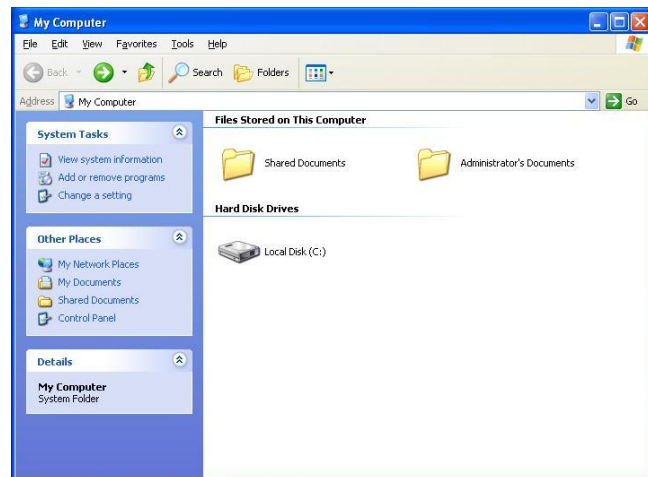 My Computer
File Edit View Favorites Tools Help
Back Search Folders
Address My Computer Go
System Tasks
View system information
Add or remove programs
Change a setting
Other Places
My Network Places
My Documents
Shared Documents
Control Panel
Details
My Computer
System Folder
Files Stored on This Computer
Shared Documents Administrator's Documents
Hard Disk Drives
Local Disk (C:)